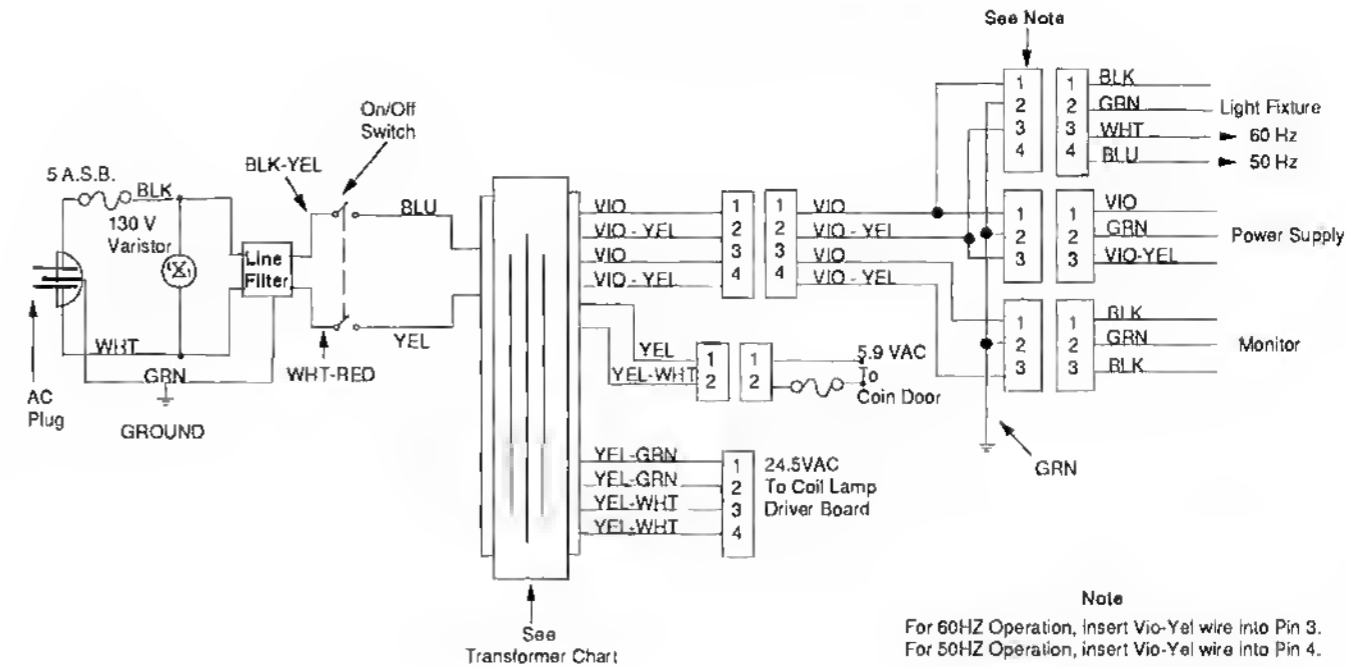 See Note
On/Off
Switch
BLK-YEL
5 A.S.B.
BLK
130 V
Varistor
Line
Filter
WHT
GRN
AC
Plug
GROUND
WHT-RED
BLU
YEL
See
Transformer Chart
VIO
VIO - YEL
VIO
VIO - YEL
1
2
3
4
1
2
3
4
VIO
VIO - YEL
VIO
VIO - YEL
YEL
YEL-WHT
1
2
1
2
5.9 VAC
To
Coin Door
YEL-GRN
YEL-GRN
YEL-WHT
YEL-WHT
1
2
3
4
24.5VAC
To Coil Lamp
Driver Board
1
2
3
4
1
2
3
4
BLK
GRN
WHT
BLU
Light Fixture
60 Hz
50 Hz
1
2
3
1
2
3
VIO
GRN
VIO-YEL
Power Supply
1
2
3
1
2
3
BLK
GRN
BLK
Monitor
GRN
Note
For 60HZ Operation, insert Vio-Yel wire into Pin 3.
For 50HZ Operation, insert Vio-Yel wire into Pin 4.